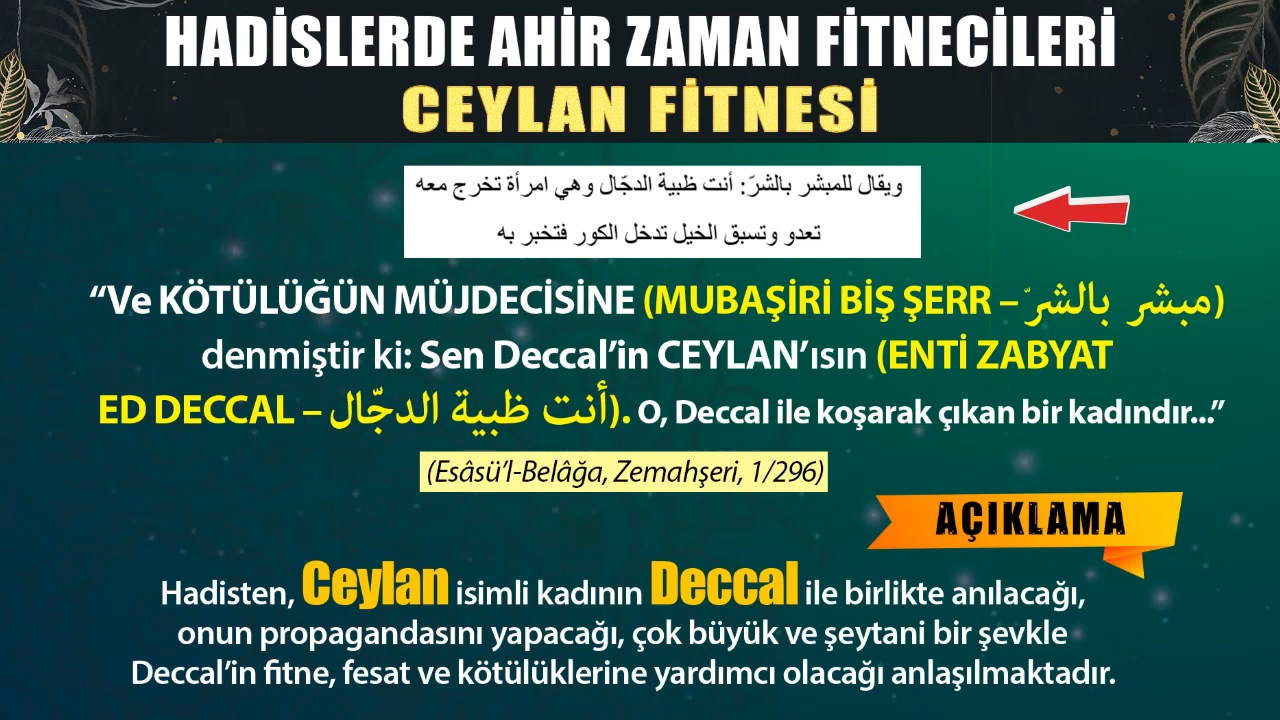 HADİSLERDE AHİR ZAMAN FİTNECİLERİ
CEYLAN FİTNESİ
ويقال للمبشر بالشرّ: أنت ظبية الدجّال وهي امرأة تخرج معه
تعدو وتسبق الخيل تدخل الكور فتخبر به
“Ve KÖTÜLÜĞÜN MÜJDECİSİNE (MUBAŞİRİ BİŞ ŞERR – مبشر بالشرّ)
denmiştir ki: Sen Deccal’in CEYLAN’ısın (ENTİ ZABYAT
ED DECCAL – أنت ظبية الدجّال). O, Deccal ile koşarak çıkan bir kadındır...”
(Esâsü’l-Belâğa, Zemahşeri, 1/296)
AÇIKLAMA
Hadisten, Ceylan isimli kadının Deccal ile birlikte anılacağı,
onun propagandasını yapacağı, çok büyük ve şeytani bir şevkle
Deccal’in fitne, fesat ve kötülüklerine yardımcı olacağı anlaşılmaktadır.